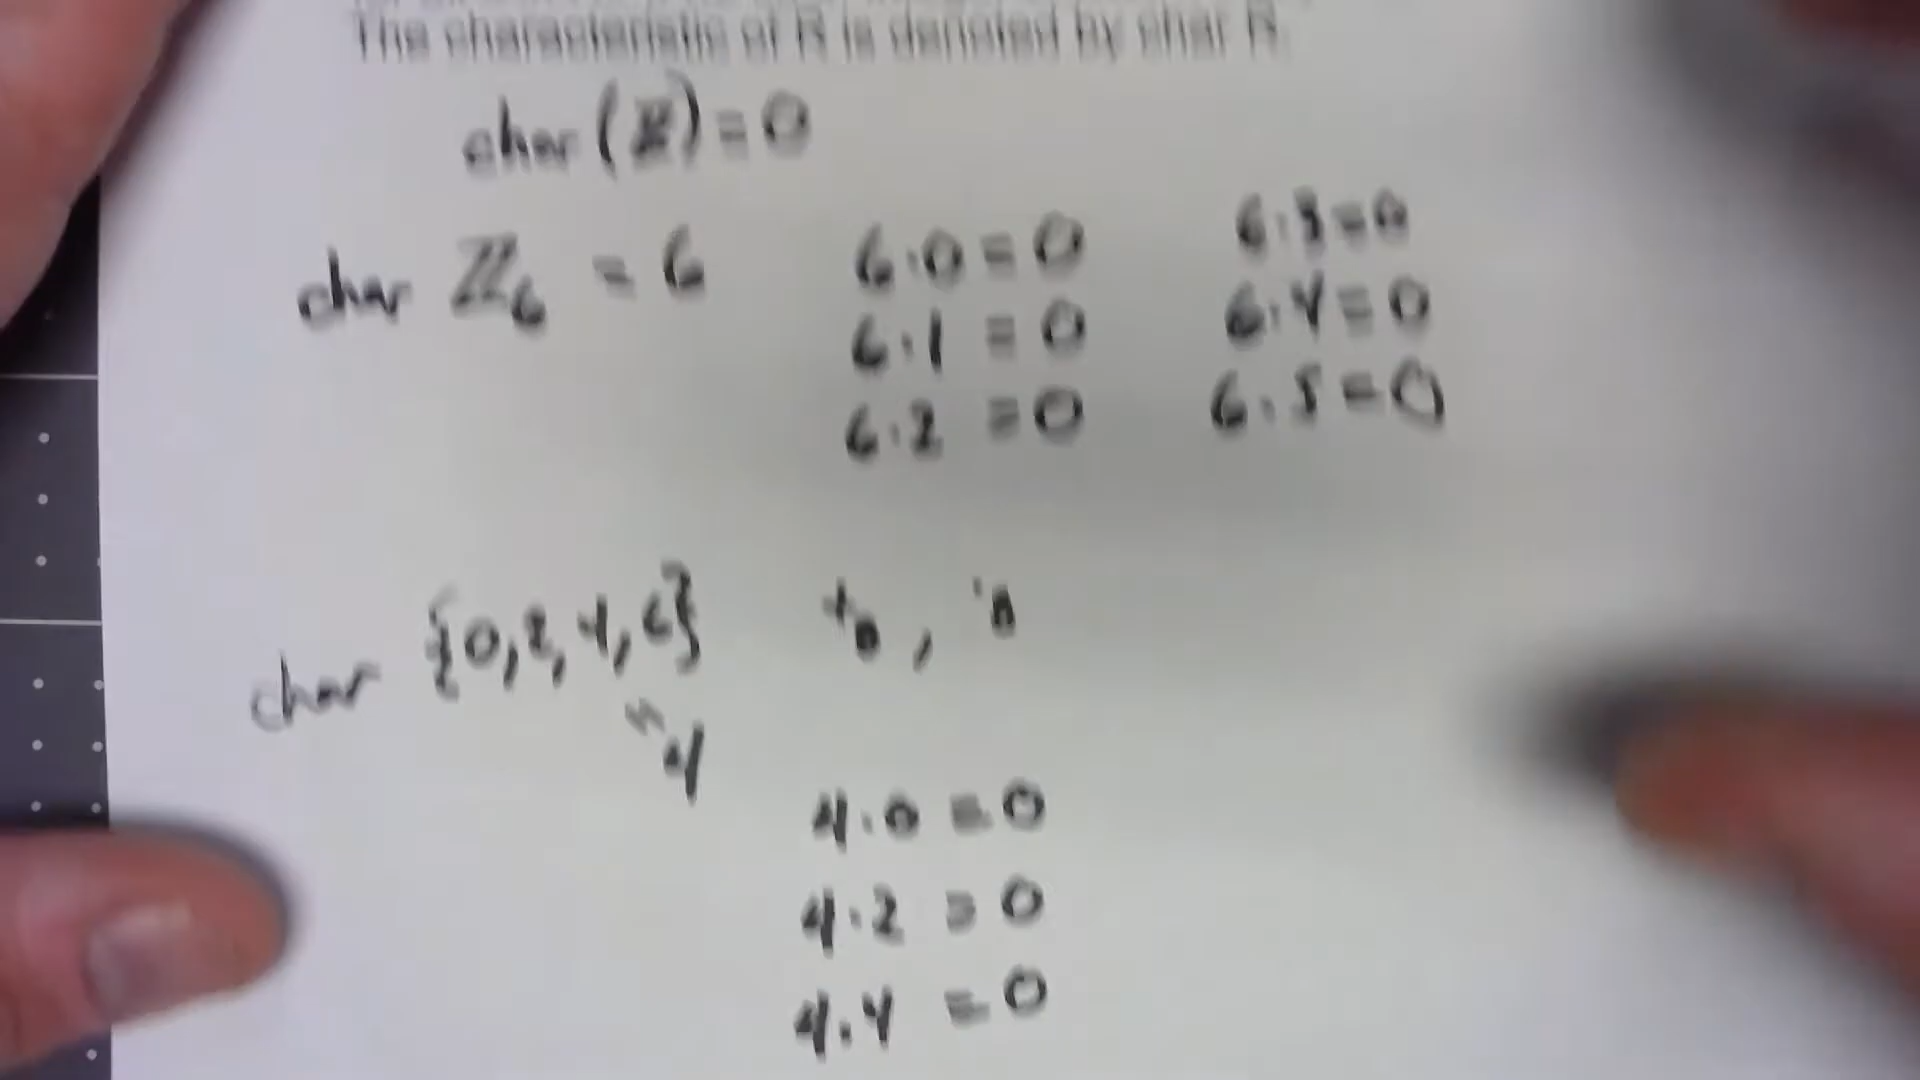 The characteristic of R is denoted by char R.
char (ℤ) = 0
char ℤ₆ = 6
6·0 = 0
6·1 = 0
6·2 = 0
6·3 = 0
6·4 = 0
6·5 = 0
char {0, 2, 4, 6} +₈, ·₈
" 4
4·0 = 0
4·2 = 0
4·4 = 0